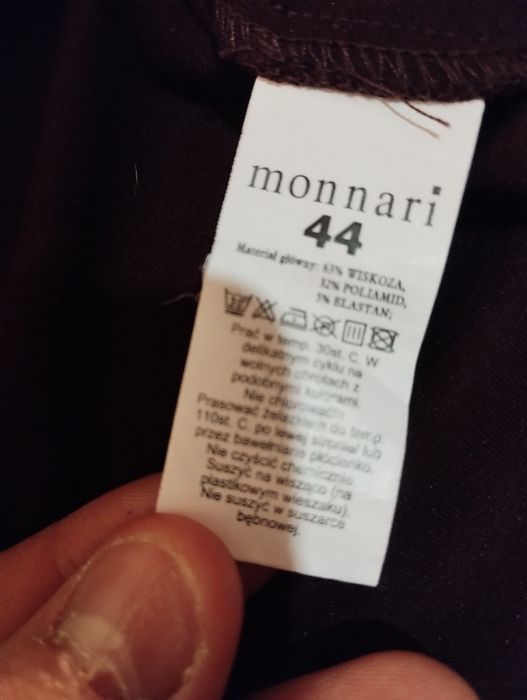 monnari
44
Materiał główny: 63% WISKOZA,
32% POLIAMID,
5% ELASTAN;
Prać w temp. 30st. C. W
delikatnym cyklu na
wolnych obrotach z
podobnymi kolorami.
Nie chlorować!!!
Prasować żelazkiem do temp.
110st. C. po lewej stronie/ lub
przez bawełniane płócienko.
Nie czyścić chemicznie.
Suszyć na wisząco (na
plastikowym wieszaku).
Nie suszyć w suszarce
bębnowej.